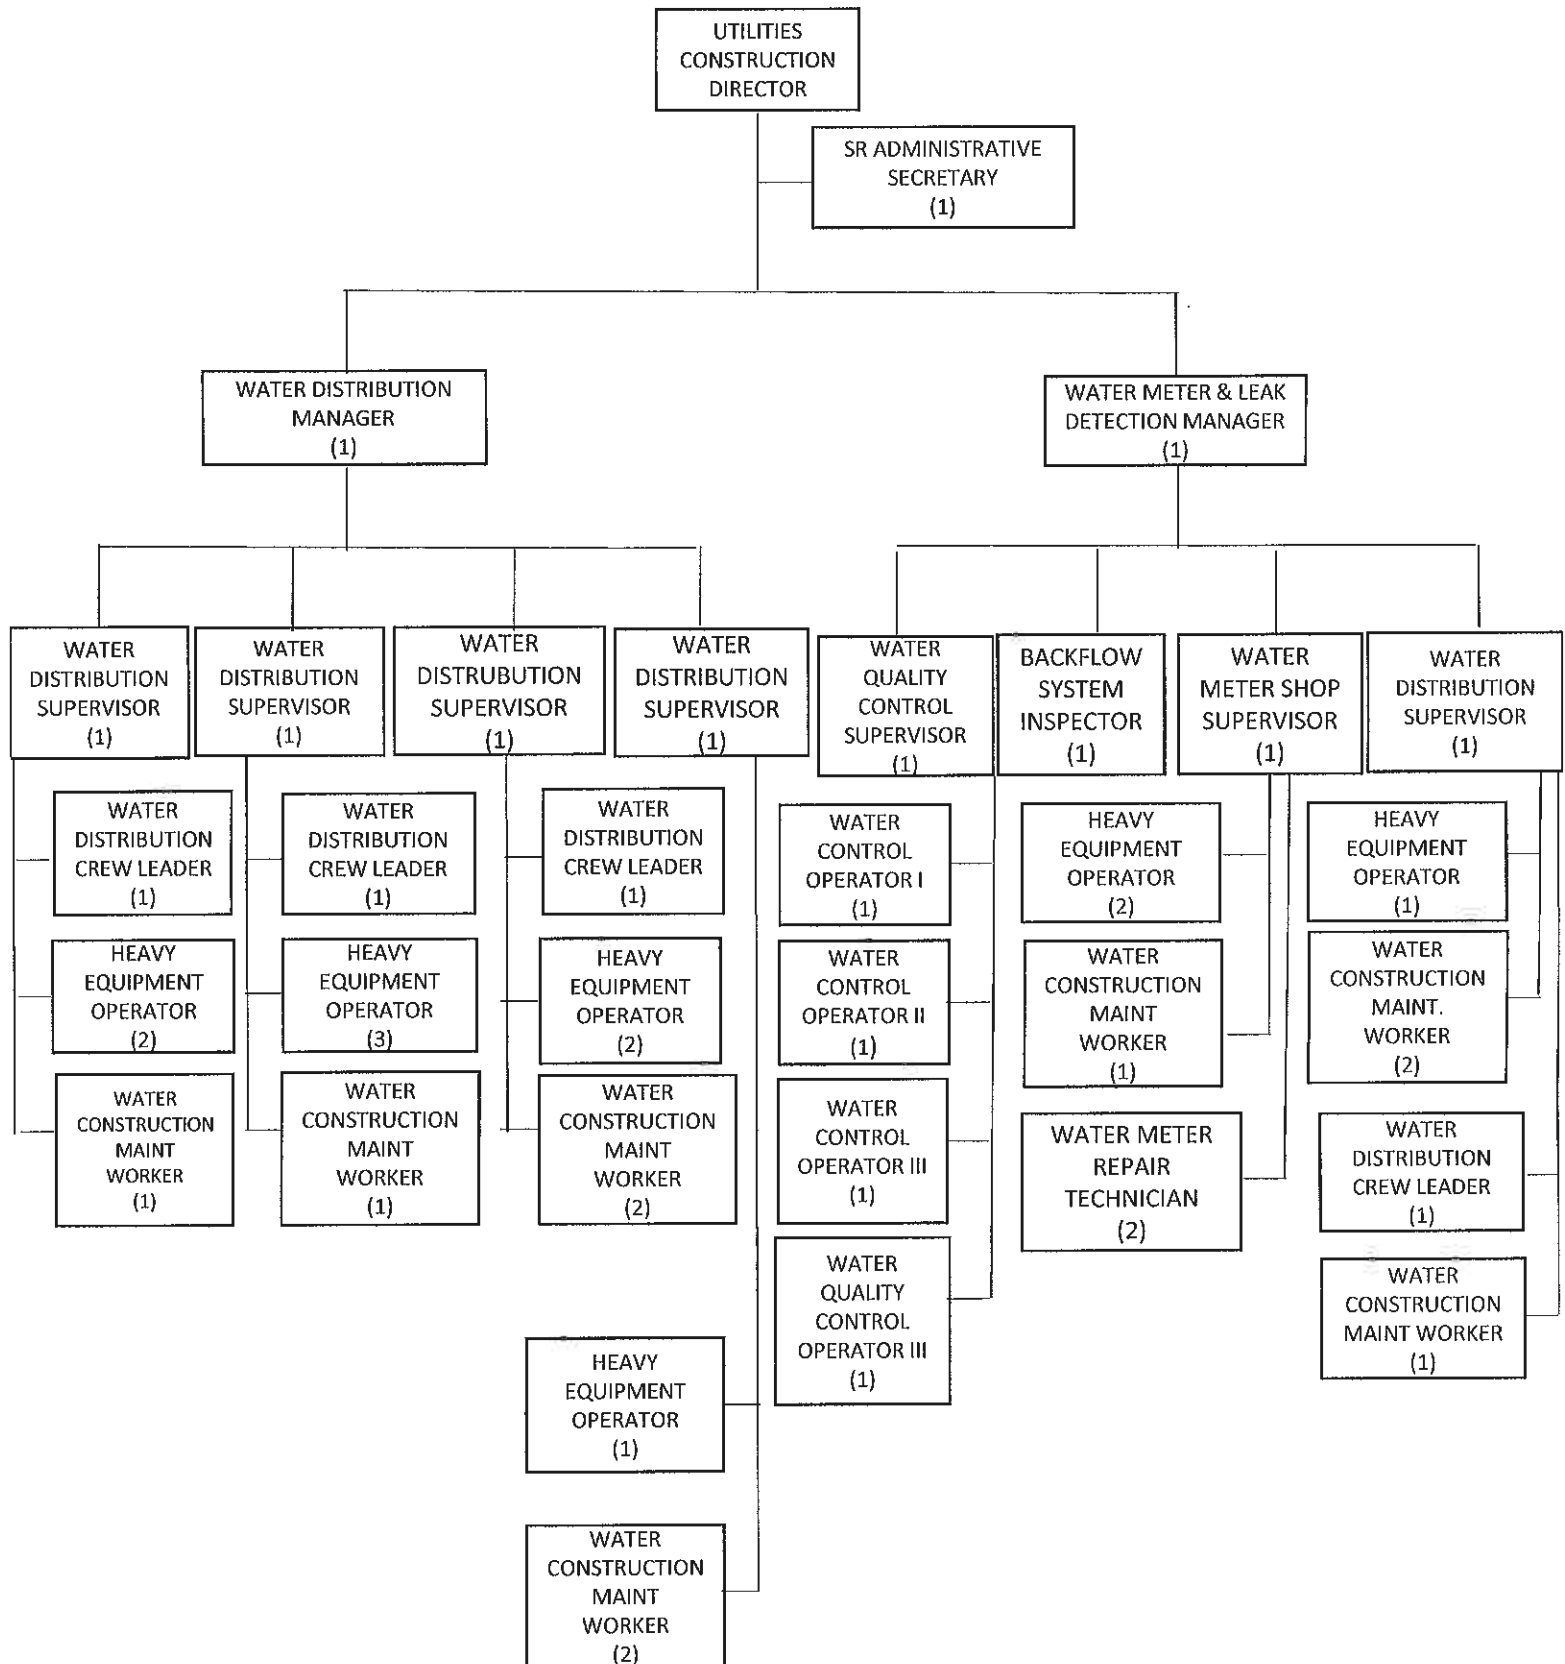 UTILITIES
CONSTRUCTION
DIRECTOR
SR ADMINISTRATIVE
SECRETARY
(1)
WATER DISTRIBUTION
MANAGER
(1)
WATER METER & LEAK
DETECTION MANAGER
(1)
WATER
DISTRIBUTION
SUPERVISOR
(1)
WATER
DISTRIBUTION
SUPERVISOR
(1)
WATER
DISTRUBUTION
SUPERVISOR
(1)
WATER
DISTRIBUTION
SUPERVISOR
(1)
WATER
QUALITY
CONTROL
SUPERVISOR
(1)
BACKFLOW
SYSTEM
INSPECTOR
(1)
WATER
METER SHOP
SUPERVISOR
(1)
WATER
DISTRIBUTION
SUPERVISOR
(1)
WATER
DISTRIBUTION
CREW LEADER
(1)
HEAVY
EQUIPMENT
OPERATOR
(2)
WATER
CONSTRUCTION
MAINT
WORKER
(1)
WATER
DISTRIBUTION
CREW LEADER
(1)
HEAVY
EQUIPMENT
OPERATOR
(3)
WATER
CONSTRUCTION
MAINT
WORKER
(1)
WATER
DISTRIBUTION
CREW LEADER
(1)
HEAVY
EQUIPMENT
OPERATOR
(2)
WATER
CONSTRUCTION
MAINT
WORKER
(2)
HEAVY
EQUIPMENT
OPERATOR
(1)
WATER
CONSTRUCTION
MAINT
WORKER
(2)
WATER
CONTROL
OPERATOR I
(1)
WATER
CONTROL
OPERATOR II
(1)
WATER
CONTROL
OPERATOR III
(1)
WATER
QUALITY
CONTROL
OPERATOR III
(1)
HEAVY
EQUIPMENT
OPERATOR
(2)
WATER
CONSTRUCTION
MAINT
WORKER
(1)
WATER METER
REPAIR
TECHNICIAN
(2)
HEAVY
EQUIPMENT
OPERATOR
(1)
WATER
CONSTRUCTION
MAINT.
WORKER
(2)
WATER
DISTRIBUTION
CREW LEADER
(1)
WATER
CONSTRUCTION
MAINT WORKER
(1)